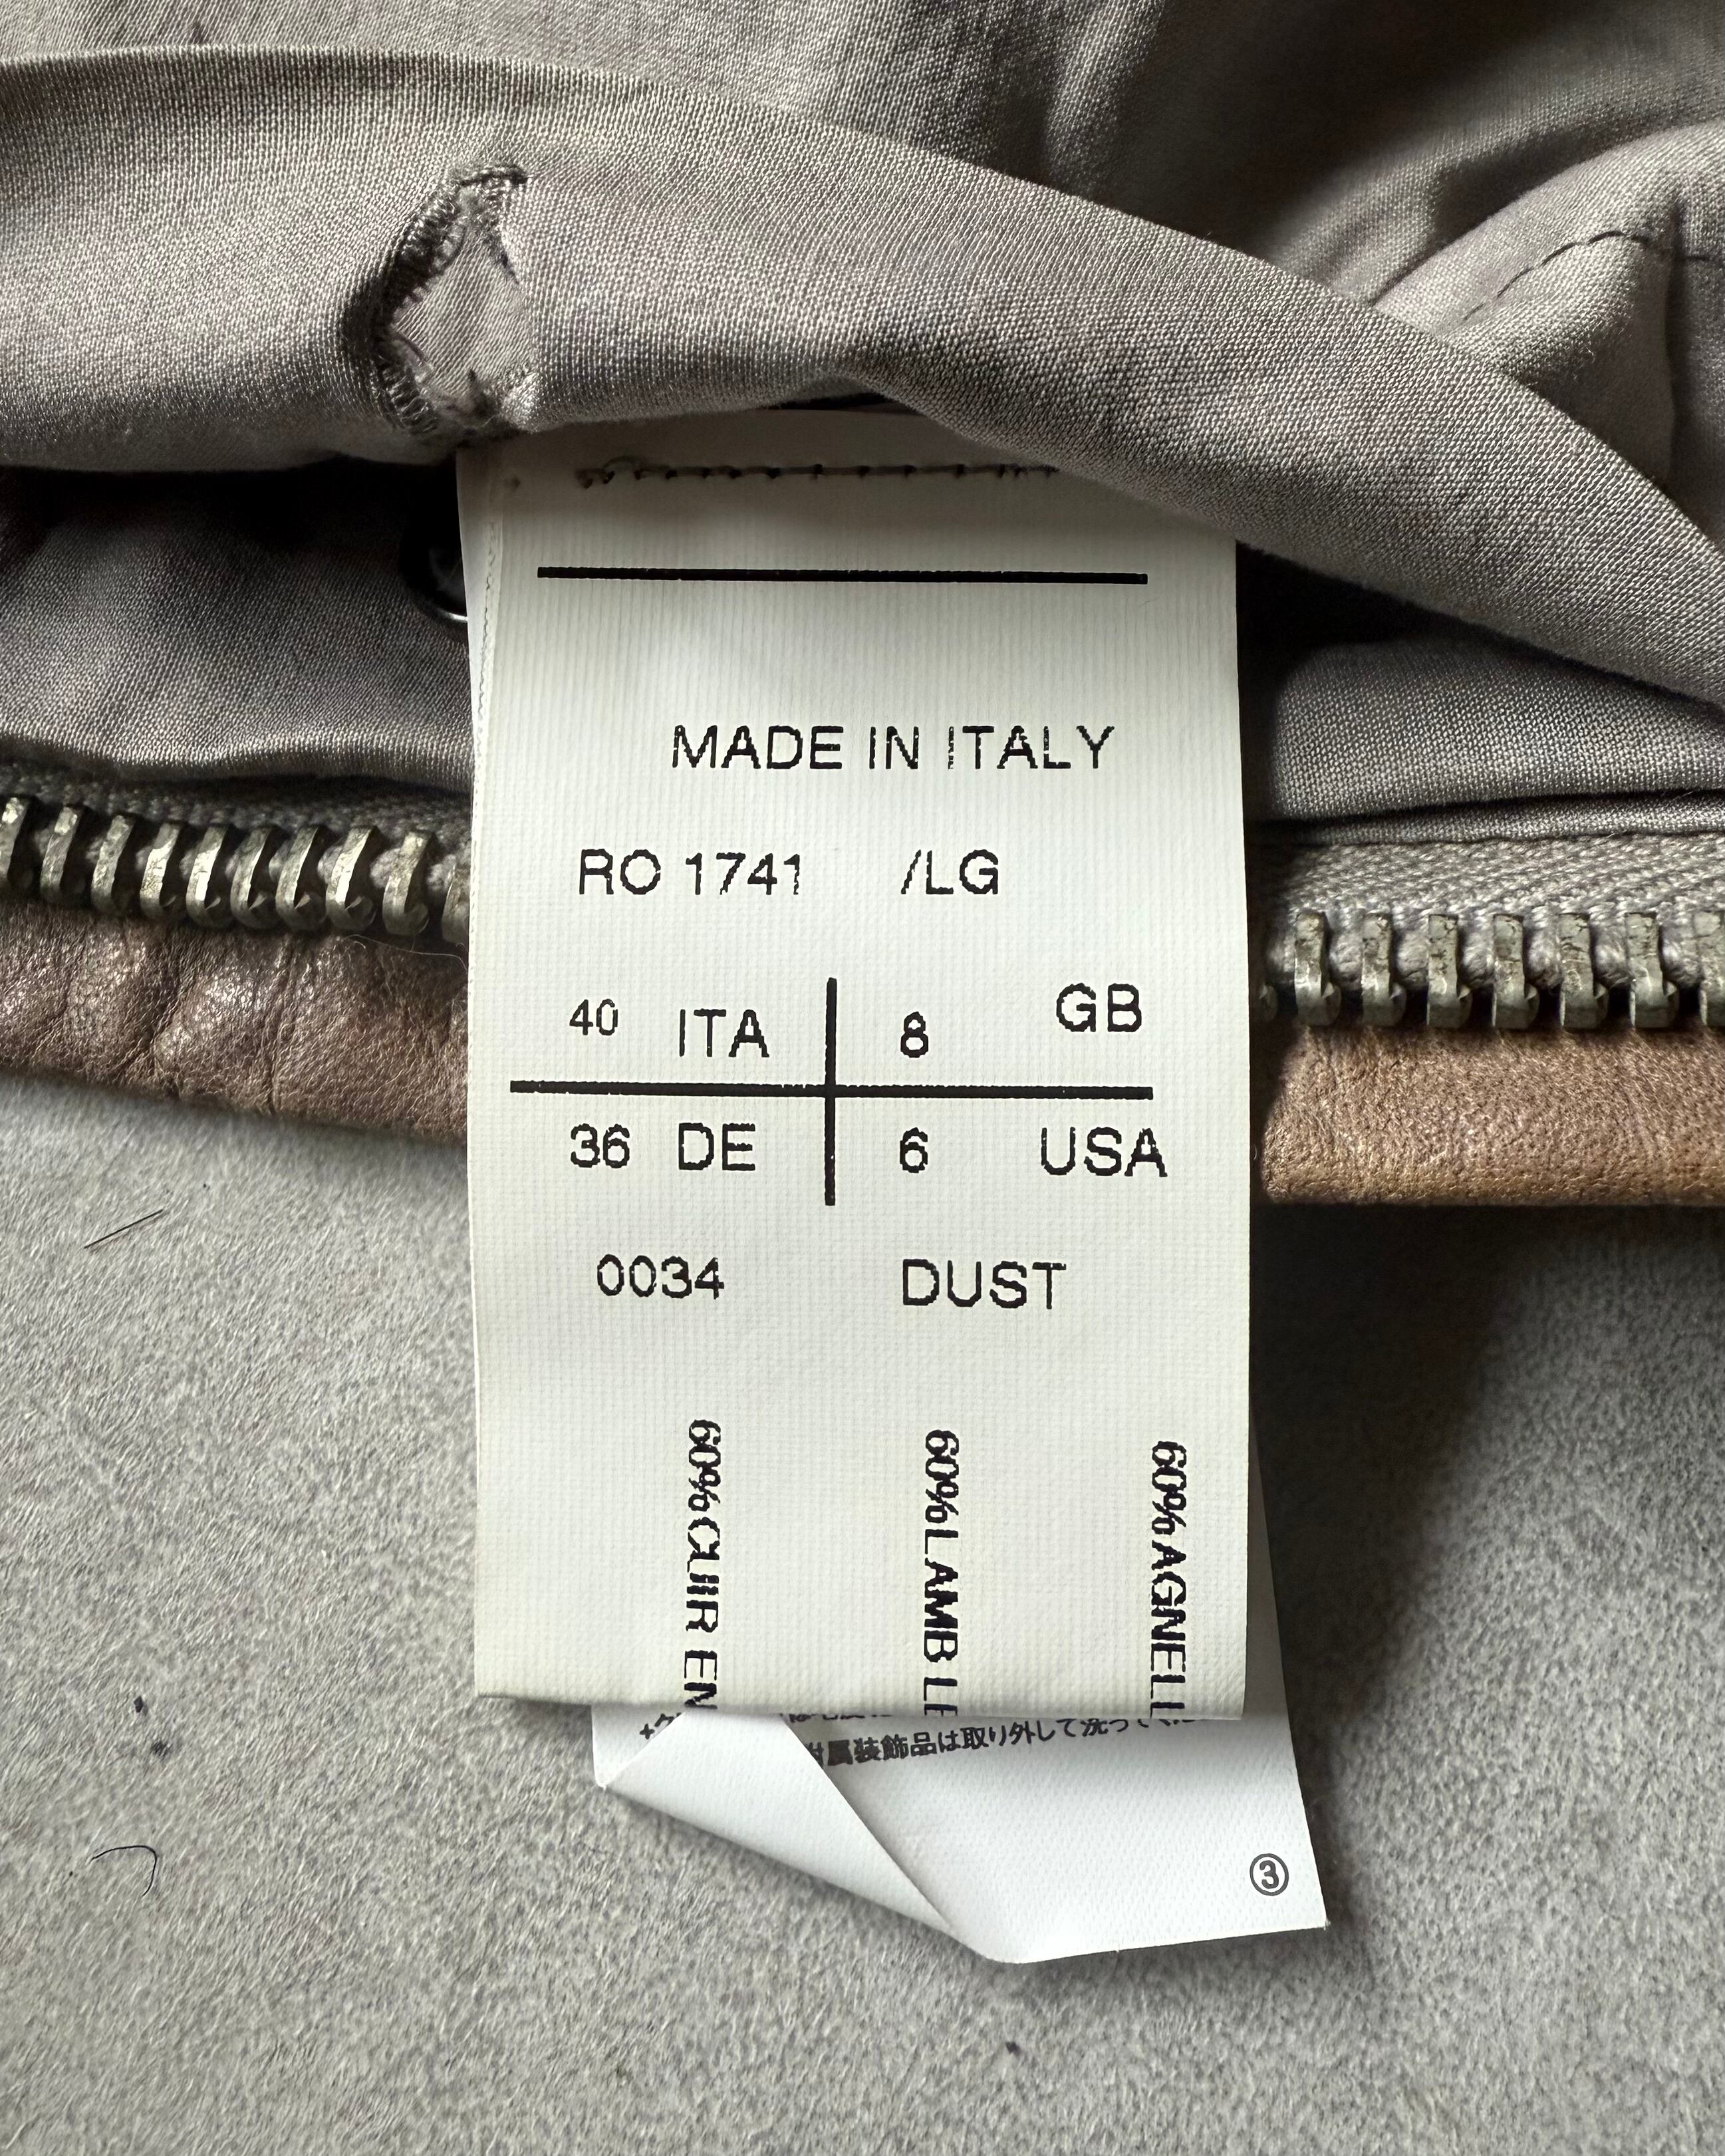 MADE IN ITALY
RO 1741 /LG
40 ITA 8 GB
36 DE 6 USA
0034 DUST
60% AGNELL
60% LAMB LE
60% CUIR EN
属装飾品は取り外して洗って
③